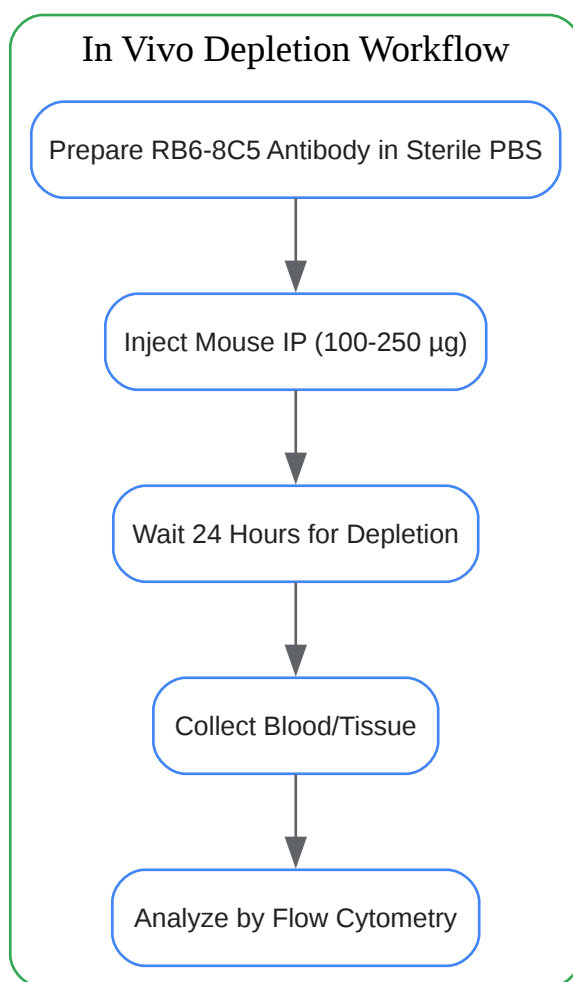 In Vivo Depletion Workflow
Prepare RB6-8C5 Antibody in Sterile PBS
Inject Mouse IP (100-250 µg)
Wait 24 Hours for Depletion
Collect Blood/Tissue
Analyze by Flow Cytometry